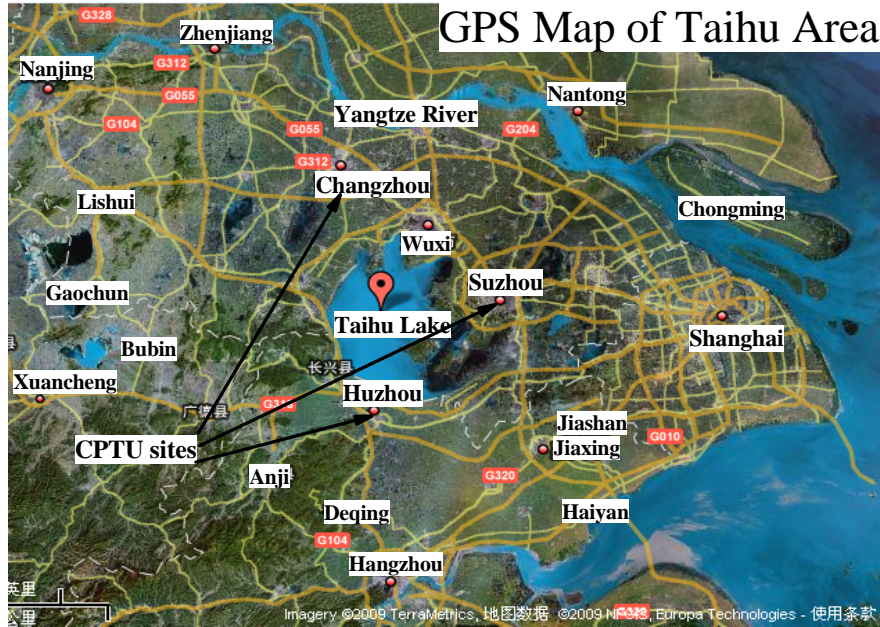 GPS Map of Taihu Area
G328
Zhenjiang
G312
Nanjing
G055
Nantong
Yangtze River
G104
G055
G204
G312
Changzhou
Lishui
Chongming
Wuxi
Suzhou
Gaochun
Taihu Lake
Shanghai
Bubin
长兴县
Xuancheng
Huzhou
广德县
Jiashan
G010
CPTU sites
Jiaxing
Anji
G320
Deqing
Haiyan
G104
Hangzhou
英里
公里
Imagery ©2009 TerraMetrics, 地图数据 ©2009 Europa Technologies - 使用条款